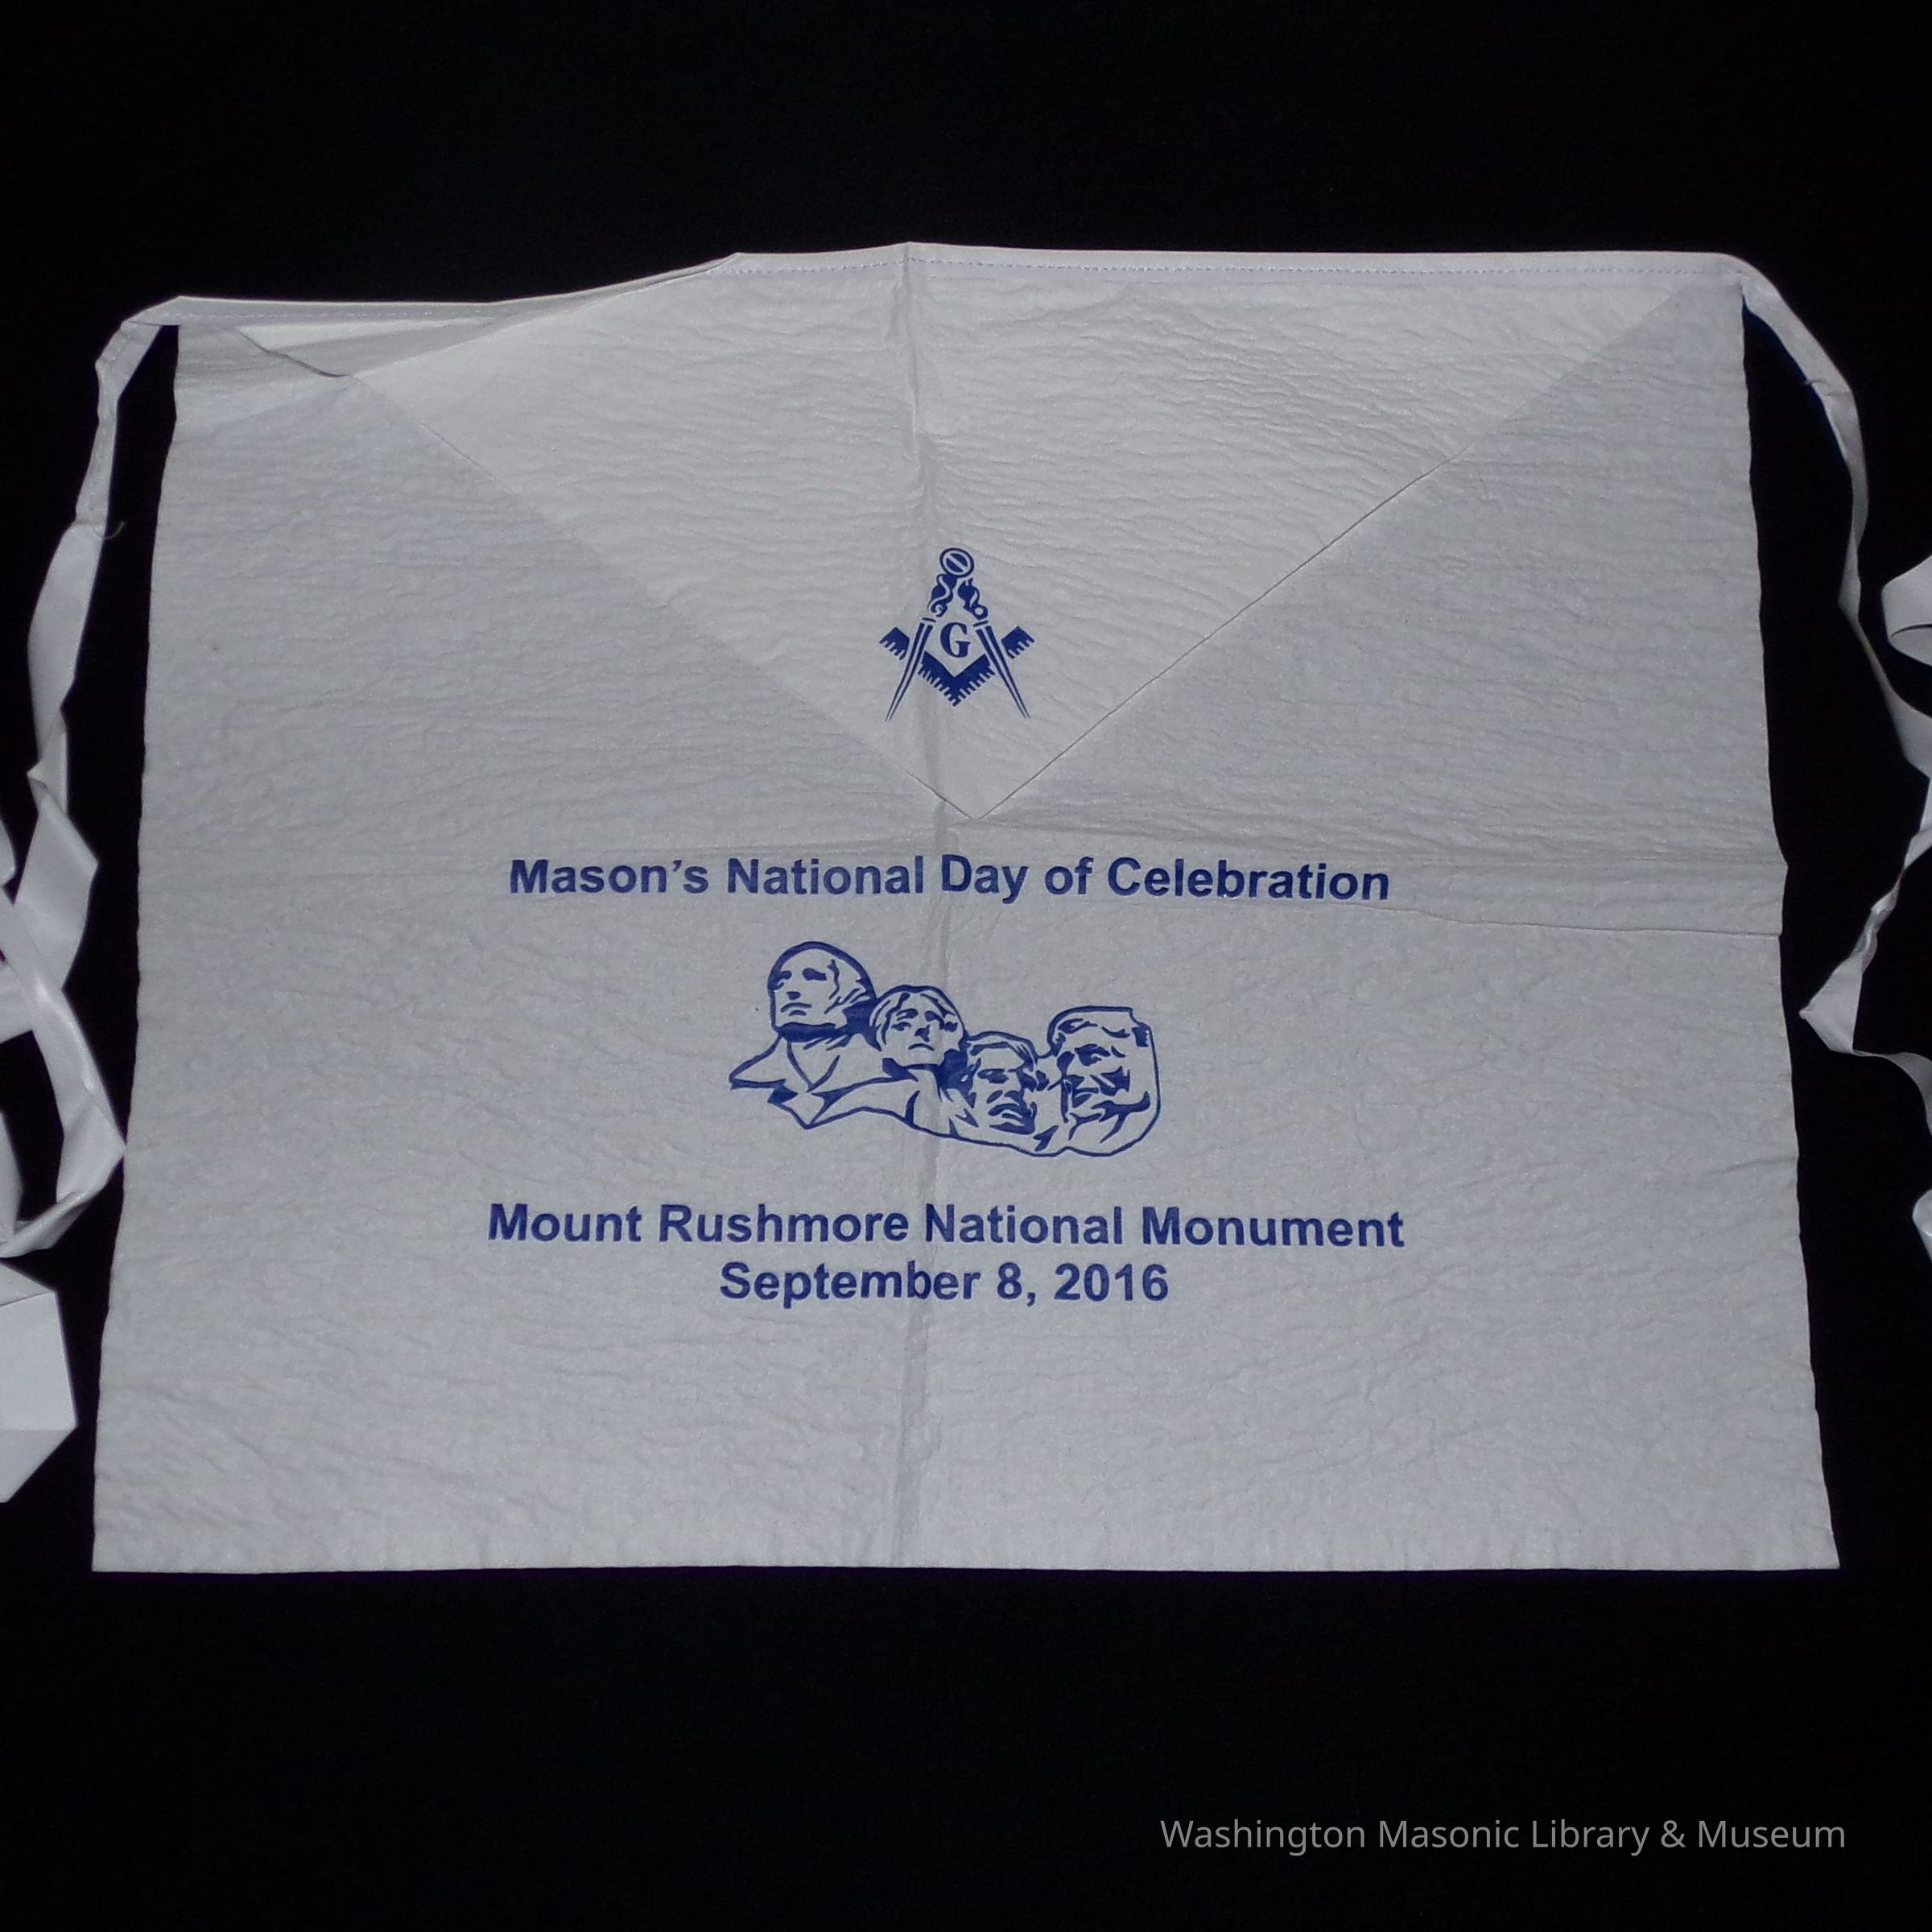 G
Mason’s National Day of Celebration
Mount Rushmore National Monument
September 8, 2016
Washington Masonic Library & Museum